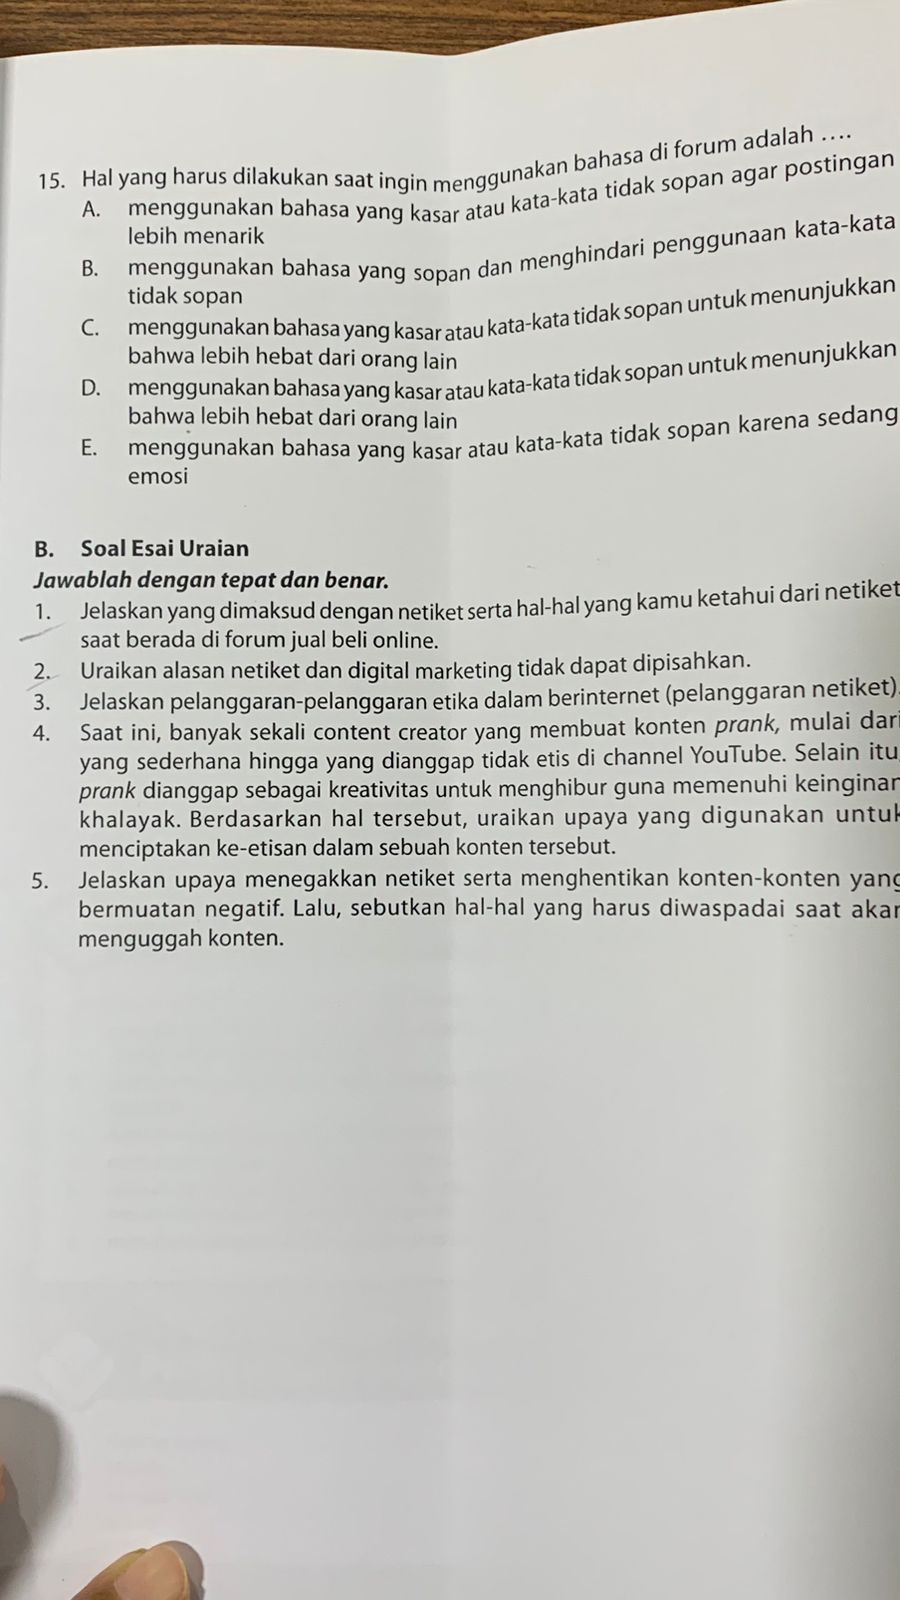 15. Hal yang harus dilakukan saat ingin menggunakan bahasa di forum adalah ....
A. menggunakan bahasa yang kasar atau kata-kata tidak sopan agar postingan
lebih menarik
B. menggunakan bahasa yang sopan dan menghindari penggunaan kata-kata
tidak sopan
C. menggunakan bahasa yang kasar atau kata-kata tidak sopan untuk menunjukkan
bahwa lebih hebat dari orang lain
D. menggunakan bahasa yang kasar atau kata-kata tidak sopan untuk menunjukkan
bahwa lebih hebat dari orang lain
E. menggunakan bahasa yang kasar atau kata-kata tidak sopan karena sedang
emosi
B. Soal Esai Uraian
Jawablah dengan tepat dan benar.
1. Jelaskan yang dimaksud dengan netiket serta hal-hal yang kamu ketahui dari netiket
saat berada di forum jual beli online.
2. Uraikan alasan netiket dan digital marketing tidak dapat dipisahkan.
3. Jelaskan pelanggaran-pelanggaran etika dalam berinternet (pelanggaran netiket).
4. Saat ini, banyak sekali content creator yang membuat konten prank, mulai dari
yang sederhana hingga yang dianggap tidak etis di channel YouTube. Selain itu,
prank dianggap sebagai kreativitas untuk menghibur guna memenuhi keinginan
khalayak. Berdasarkan hal tersebut, uraikan upaya yang digunakan untuk
menciptakan ke-etisan dalam sebuah konten tersebut.
5. Jelaskan upaya menegakkan netiket serta menghentikan konten-konten yang
bermuatan negatif. Lalu, sebutkan hal-hal yang harus diwaspadai saat akan
menguggah konten.